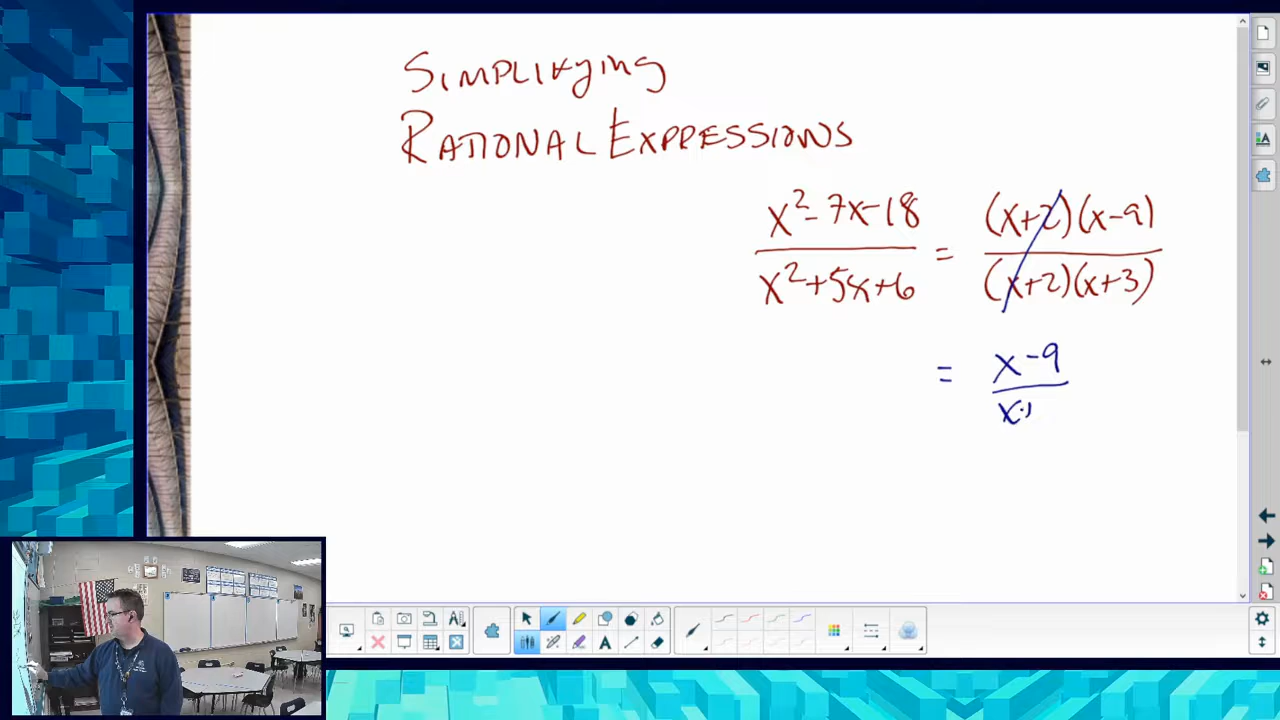 Simplifying
Rational Expressions
x²-7x-18 / x²+5x+6 = (x+2)(x-9) / (x+2)(x+3)
= x-9 / x+